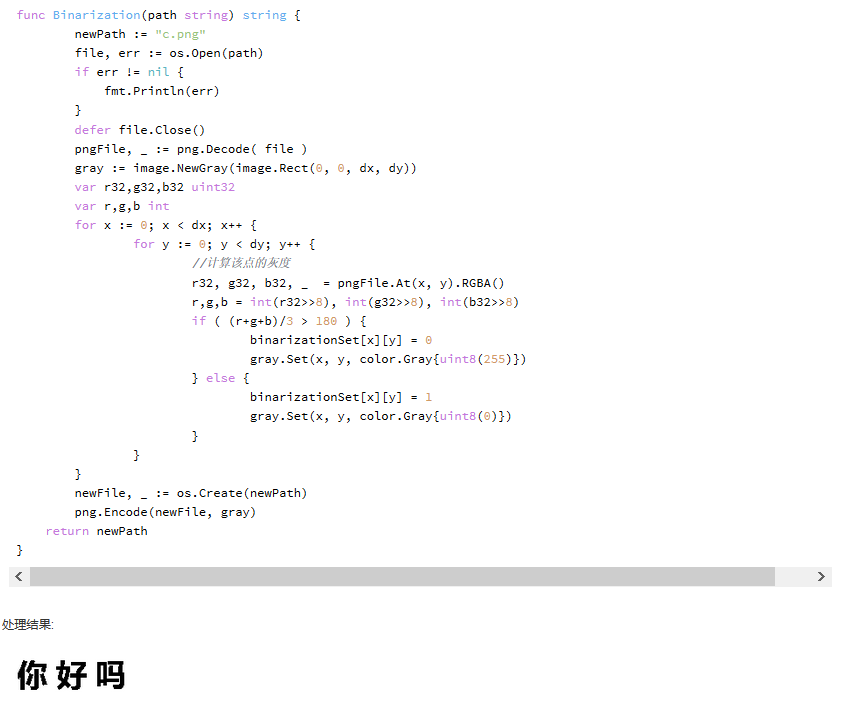 func Binarization(path string) string {
newPath := "c.png"
file, err := os.Open(path)
if err != nil {
fmt.Println(err)
}
defer file.Close()
pngFile, _ := png.Decode( file )
gray := image.NewGray(image.Rect(0, 0, dx, dy))
var r32,g32,b32 uint32
var r,g,b int
for x := 0; x < dx; x++ {
for y := 0; y < dy; y++ {
//计算该点的灰度
r32, g32, b32, _  = pngFile.At(x, y).RGBA()
r,g,b = int(r32>>8), int(g32>>8), int(b32>>8)
if ( (r+g+b)/3 > 180 ) {
binarizationSet[x][y] = 0
gray.Set(x, y, color.Gray{uint8(255)})
} else {
binarizationSet[x][y] = 1
gray.Set(x, y, color.Gray{uint8(0)})
}
}
}
newFile, _ := os.Create(newPath)
png.Encode(newFile, gray)
return newPath
}
处理结果:
你好吗